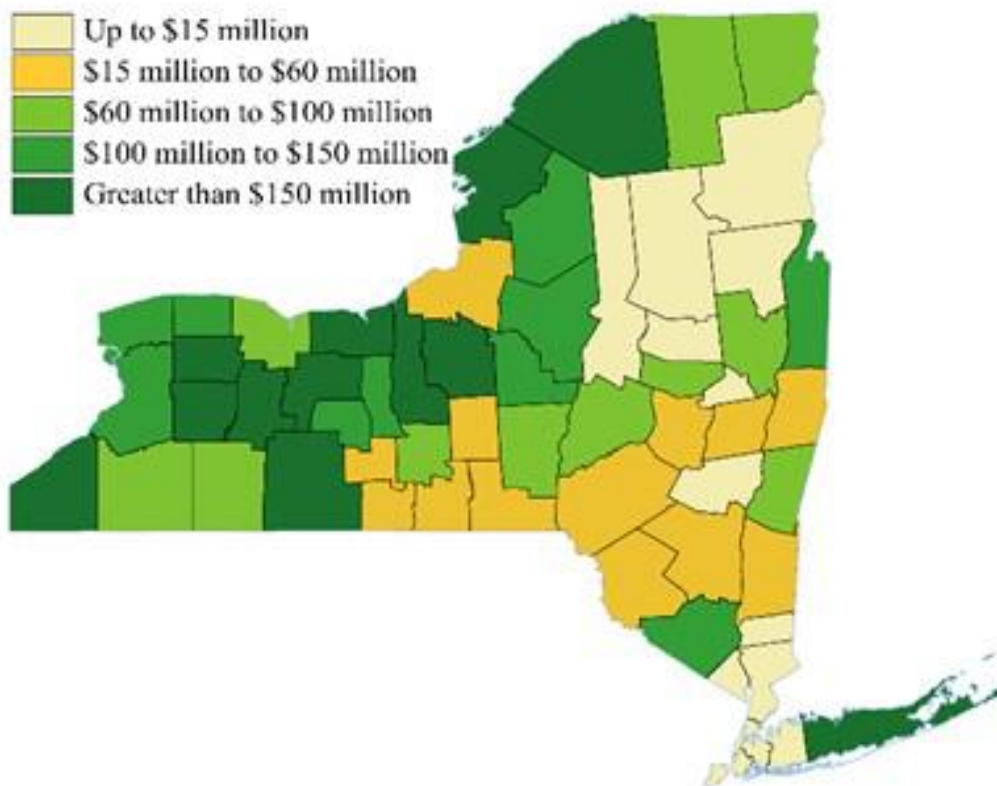 Up to $15 million
$15 million to $60 million
$60 million to $100 million
$100 million to $150 million
Greater than $150 million